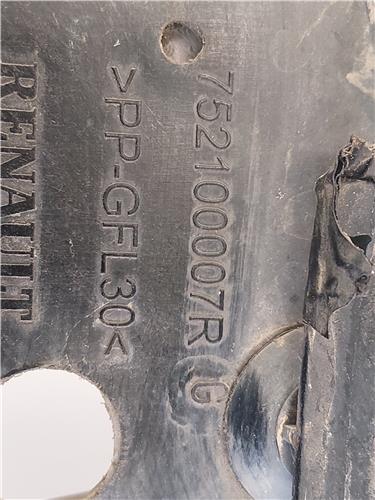 752100007R G
>PP-GFL30<
RENAULT